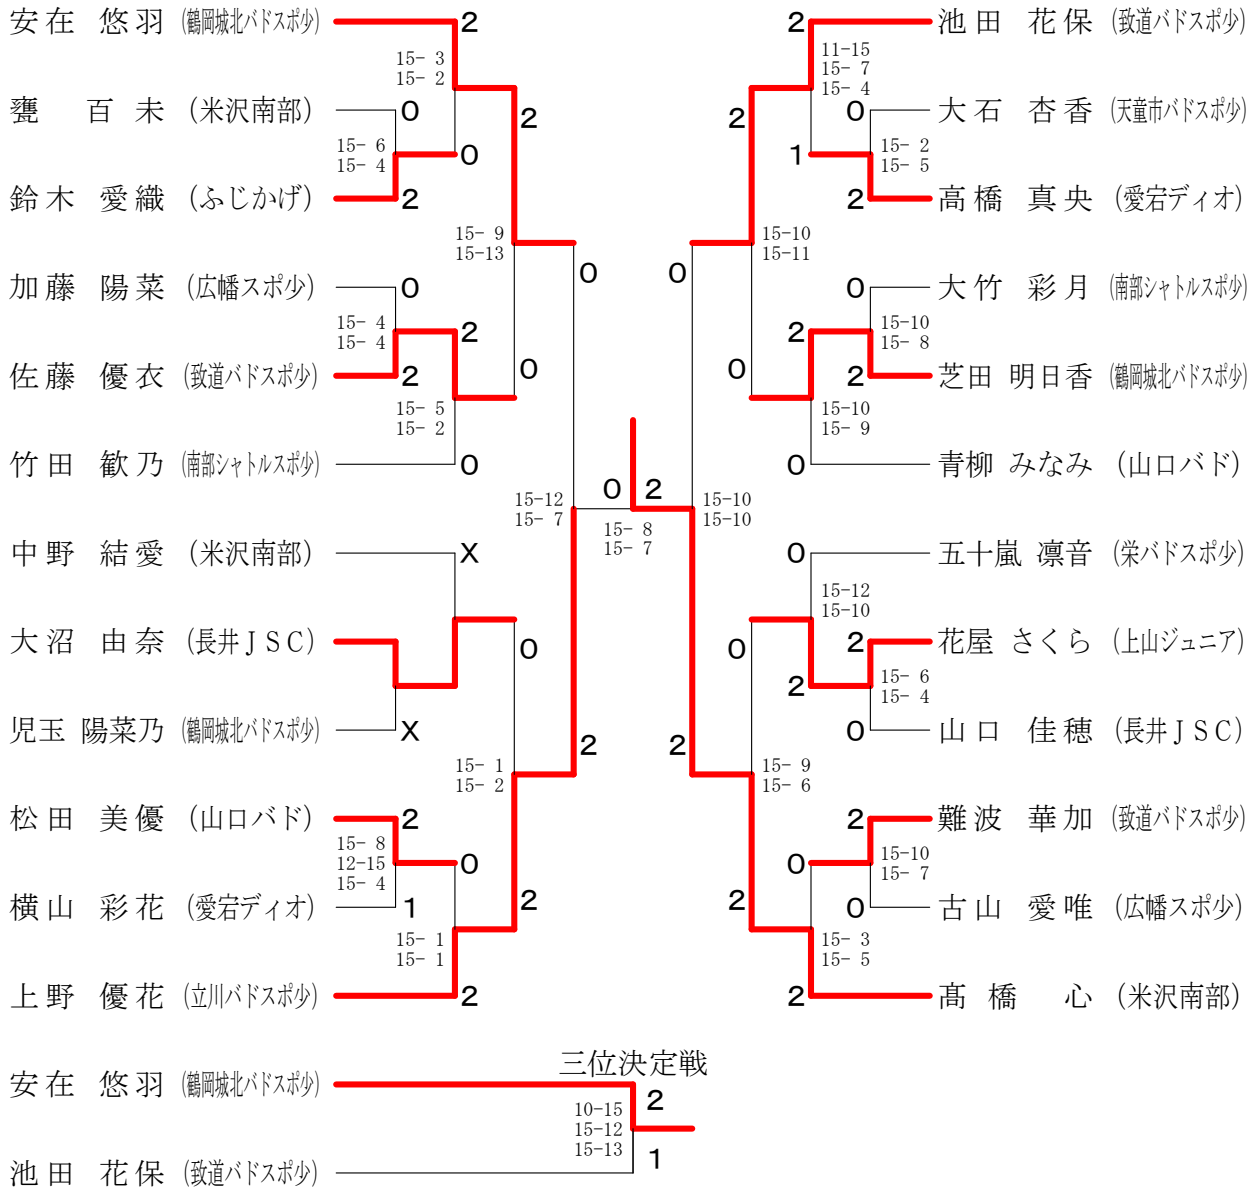 安在 悠羽 (鶴岡城北バドスポ少) 2
15- 3
15- 2
甕 百未 (米沢南部) 0
2
15- 6
15- 4
0
鈴木 愛織 (ふじかげ) 2
15- 9
15-13
0
加藤 陽菜 (広幡スポ少) 0
15- 4
15- 4
2
佐藤 優衣 (致道バドスポ少) 2
0
15- 5
15- 2
竹田 歓乃 (南部シャトルスポ少) 0
15-12
15- 7
中野 結愛 (米沢南部) X
大沼 由奈 (長井JSC)
0
児玉 陽菜乃 (鶴岡城北バドスポ少) X
2
15- 1
15- 2
松田 美優 (山口バド) 2
15- 8
12-15
15- 4
0
横山 彩花 (愛宕ディオ) 1
2
15- 1
15- 1
上野 優花 (立川バドスポ少) 2
0 2
15- 8
15- 7
2 池田 花保 (致道バドスポ少)
11-15
15- 7
15- 4
2
0 大石 杏香 (天童市バドスポ少)
15- 2
15- 5
1
2 高橋 真央 (愛宕ディオ)
15-10
15-11
0
0 大竹 彩月 (南部シャトルスポ少)
15-10
15- 8
2
0
2 芝田 明日香 (鶴岡城北バドスポ少)
15-10
15- 9
0 青柳 みなみ (山口バド)
15-10
15-10
0 五十嵐 凛音 (栄バドスポ少)
15-12
15-10
0
2 花屋 さくら (上山ジュニア)
15- 6
15- 4
2
0 山口 佳穂 (長井JSC)
2
15- 9
15- 6
2 難波 華加 (致道バドスポ少)
15-10
15- 7
0
2
0 古山 愛唯 (広幡スポ少)
15- 3
15- 5
2 髙橋 心 (米沢南部)
三位決定戦
安在 悠羽 (鶴岡城北バドスポ少)
2
10-15
15-12
15-13
1
池田 花保 (致道バドスポ少)